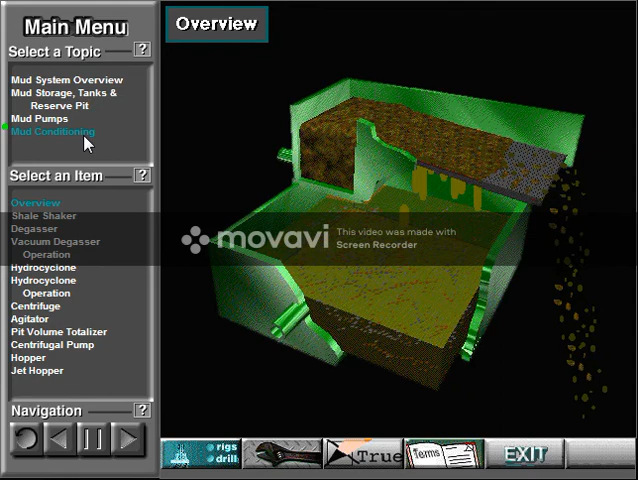 Main Menu
Select a Topic ?
Mud System Overview
Mud Storage, Tanks &
Reserve Pit
Mud Pumps
Mud Conditioning
Select an Item ?
Overview
Shale Shaker
Degasser
Vacuum Degasser
Operation
Hydrocyclone
Hydrocyclone
Operation
Centrifuge
Agitator
Pit Volume Totalizer
Centrifugal Pump
Hopper
Jet Hopper
Navigation ?
Overview
movavi
This video was made with
Screen Recorder
rigs
drill
True
Terms
EXIT